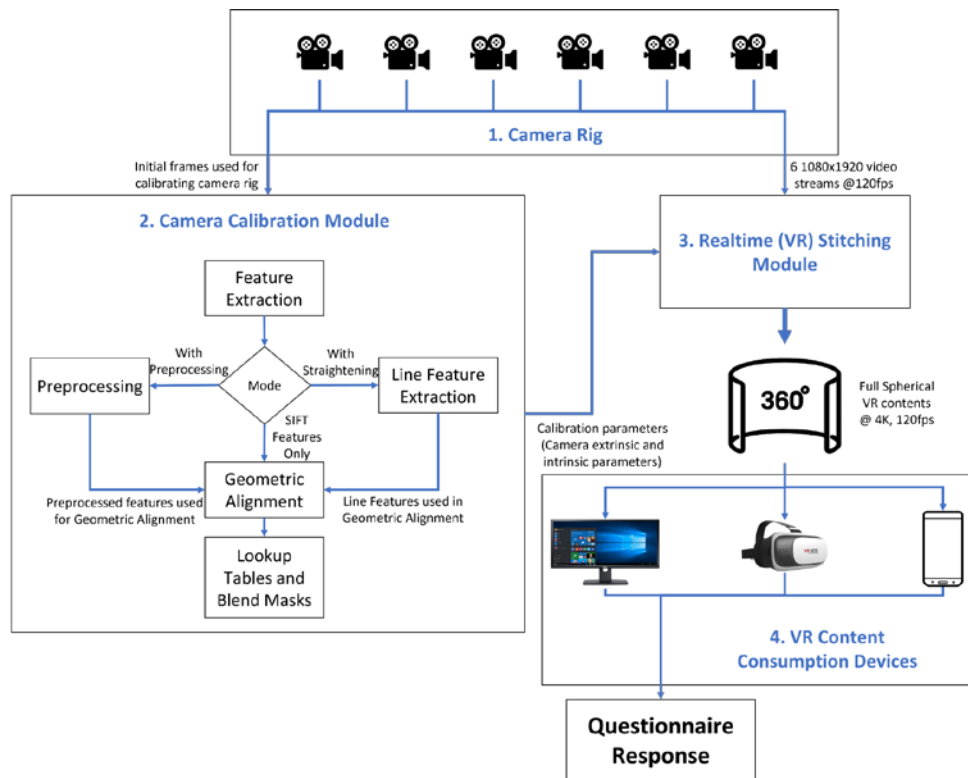 1. Camera Rig
Initial frames used for
calibrating camera rig
6 1080x1920 video
streams @120fps
2. Camera Calibration Module
3. Realtime (VR) Stitching
Module
Feature
Extraction
With
Preprocessing
With
Straightening
Preprocessing
Mode
Line Feature
Extraction
SIFT
Features
Only
360°
Full Spherical
VR contents
@ 4K, 120fps
Calibration parameters
(Camera extrinsic and
intrinsic parameters)
Geometric
Alignment
Preprocessed features used
for Geometric Alignment
Line Features used in
Geometric Alignment
Lookup
Tables and
Blend Masks
4. VR Content
Consumption Devices
Questionnaire
Response